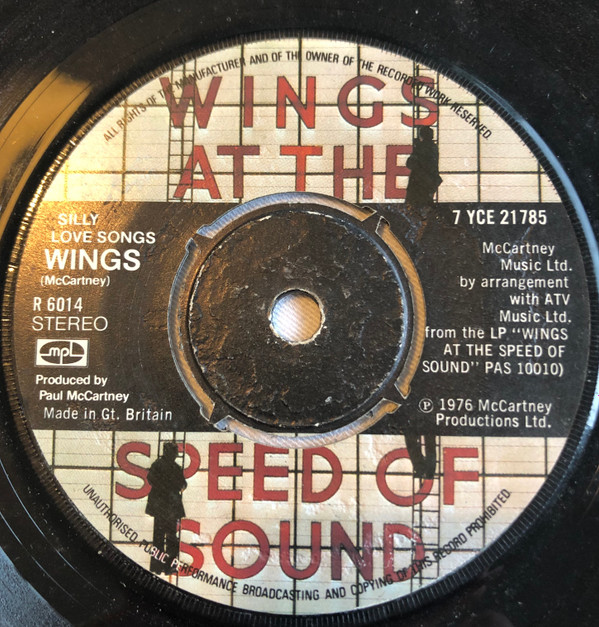 ALL RIGHTS OF THE MANUFACTURER AND OF THE OWNER OF THE RECORDED WORK RESERVED.
WINGS
AT THE
SILLY
LOVE SONGS
WINGS
(McCartney)
R 6014
STEREO
mpl
Produced by
Paul McCartney
Made in Gt. Britain
7 YCE 21785
McCartney
Music Ltd.
by arrangement
with ATV
Music Ltd.
from the LP "WINGS
AT THE SPEED OF
SOUND" PAS 10010)
℗ 1976 McCartney
Productions Ltd.
SPEED OF
SOUND
UNAUTHORISED PUBLIC PERFORMANCE BROADCASTING AND COPYING OF THIS RECORD PROHIBITED.